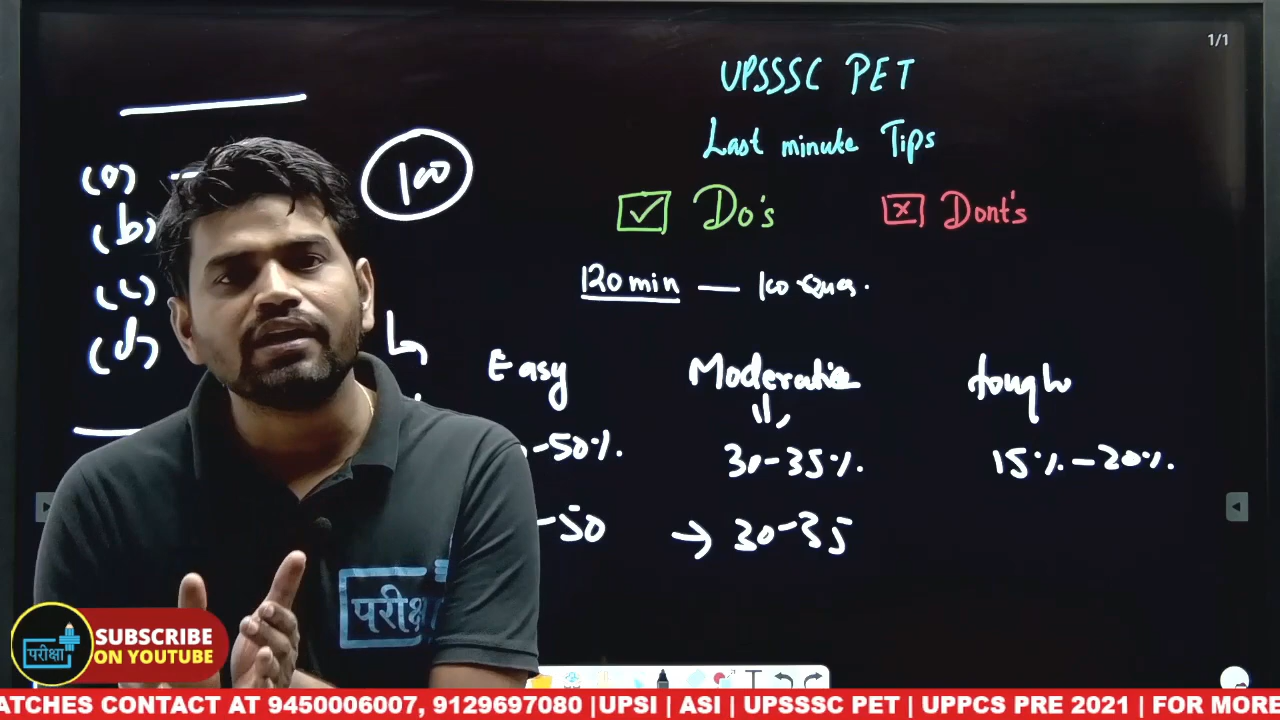 1/1
UPSSSC PET
Last minute Tips
Do's Dont's
120 min — 100 Ques.
100
(a)
(b)
(c)
(d)
Easy Moderate tough
-50%. 30-35%. 15%-20%.
-50 → 30-35
परीक्षा
परीक्षा
SUBSCRIBE
ON YOUTUBE
ATCHES CONTACT AT 9450006007, 9129697080 |UPSI | ASI | UPSSSC PET | UPPCS PRE 2021 | FOR MORE